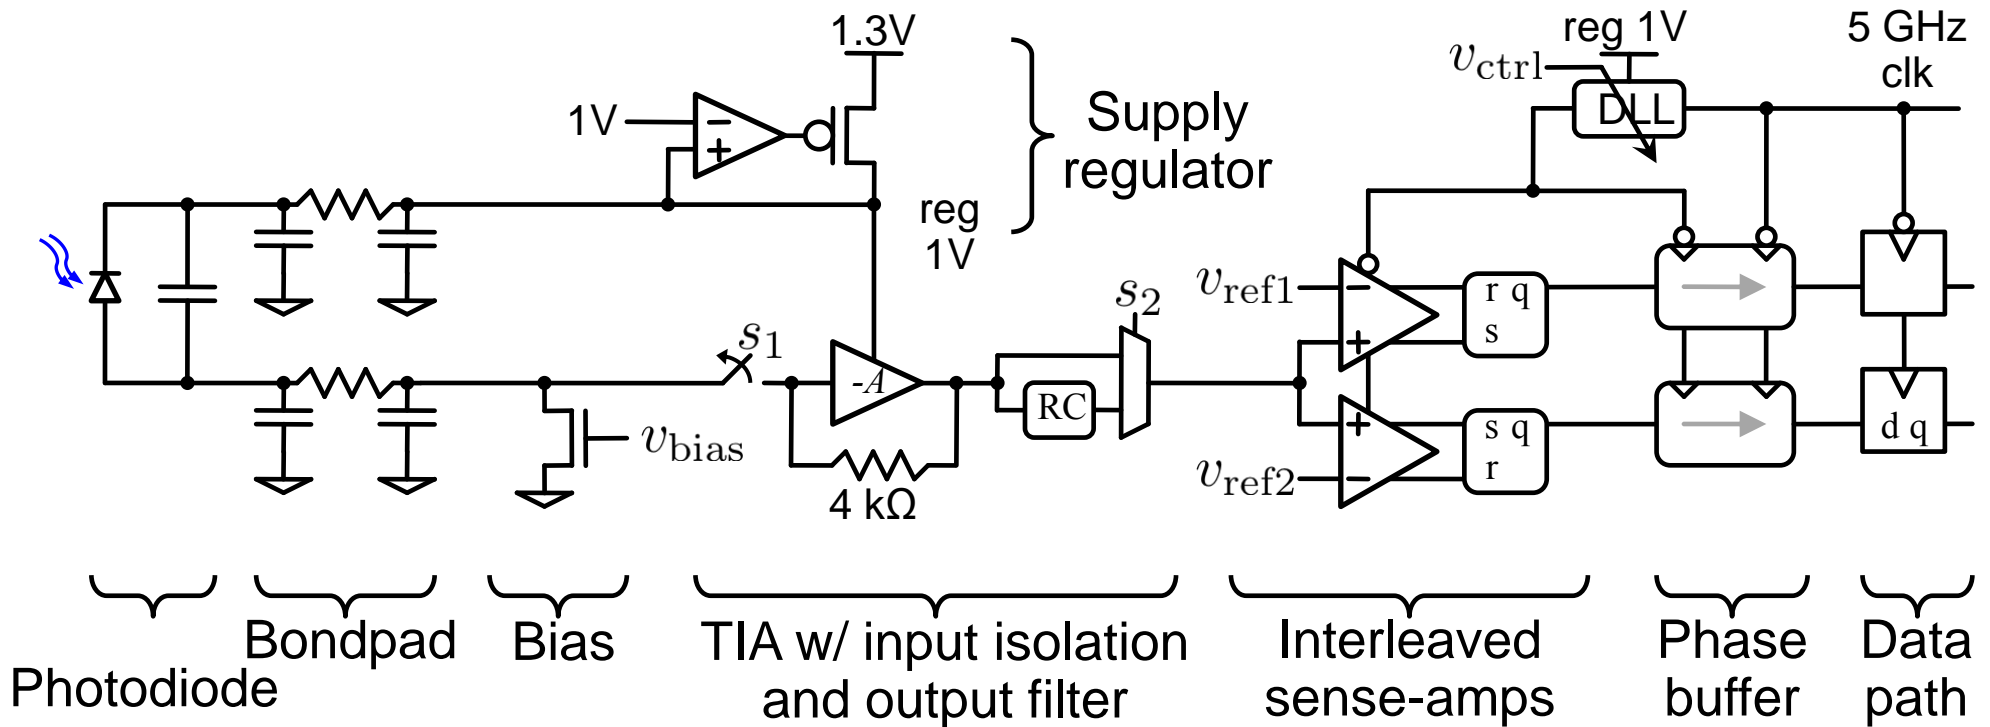 1.3V
reg 1V
5 GHz
clk
v_ctrl
DLL
1V
−
+
Supply
regulator
reg
1V
s_1
s_2
v_ref1
−
+
r q
s
-A
RC
v_bias
4 kΩ
+
−
v_ref2
s q
r
d q
Photodiode
Bondpad
Bias
TIA w/ input isolation
and output filter
Interleaved
sense-amps
Phase
buffer
Data
path